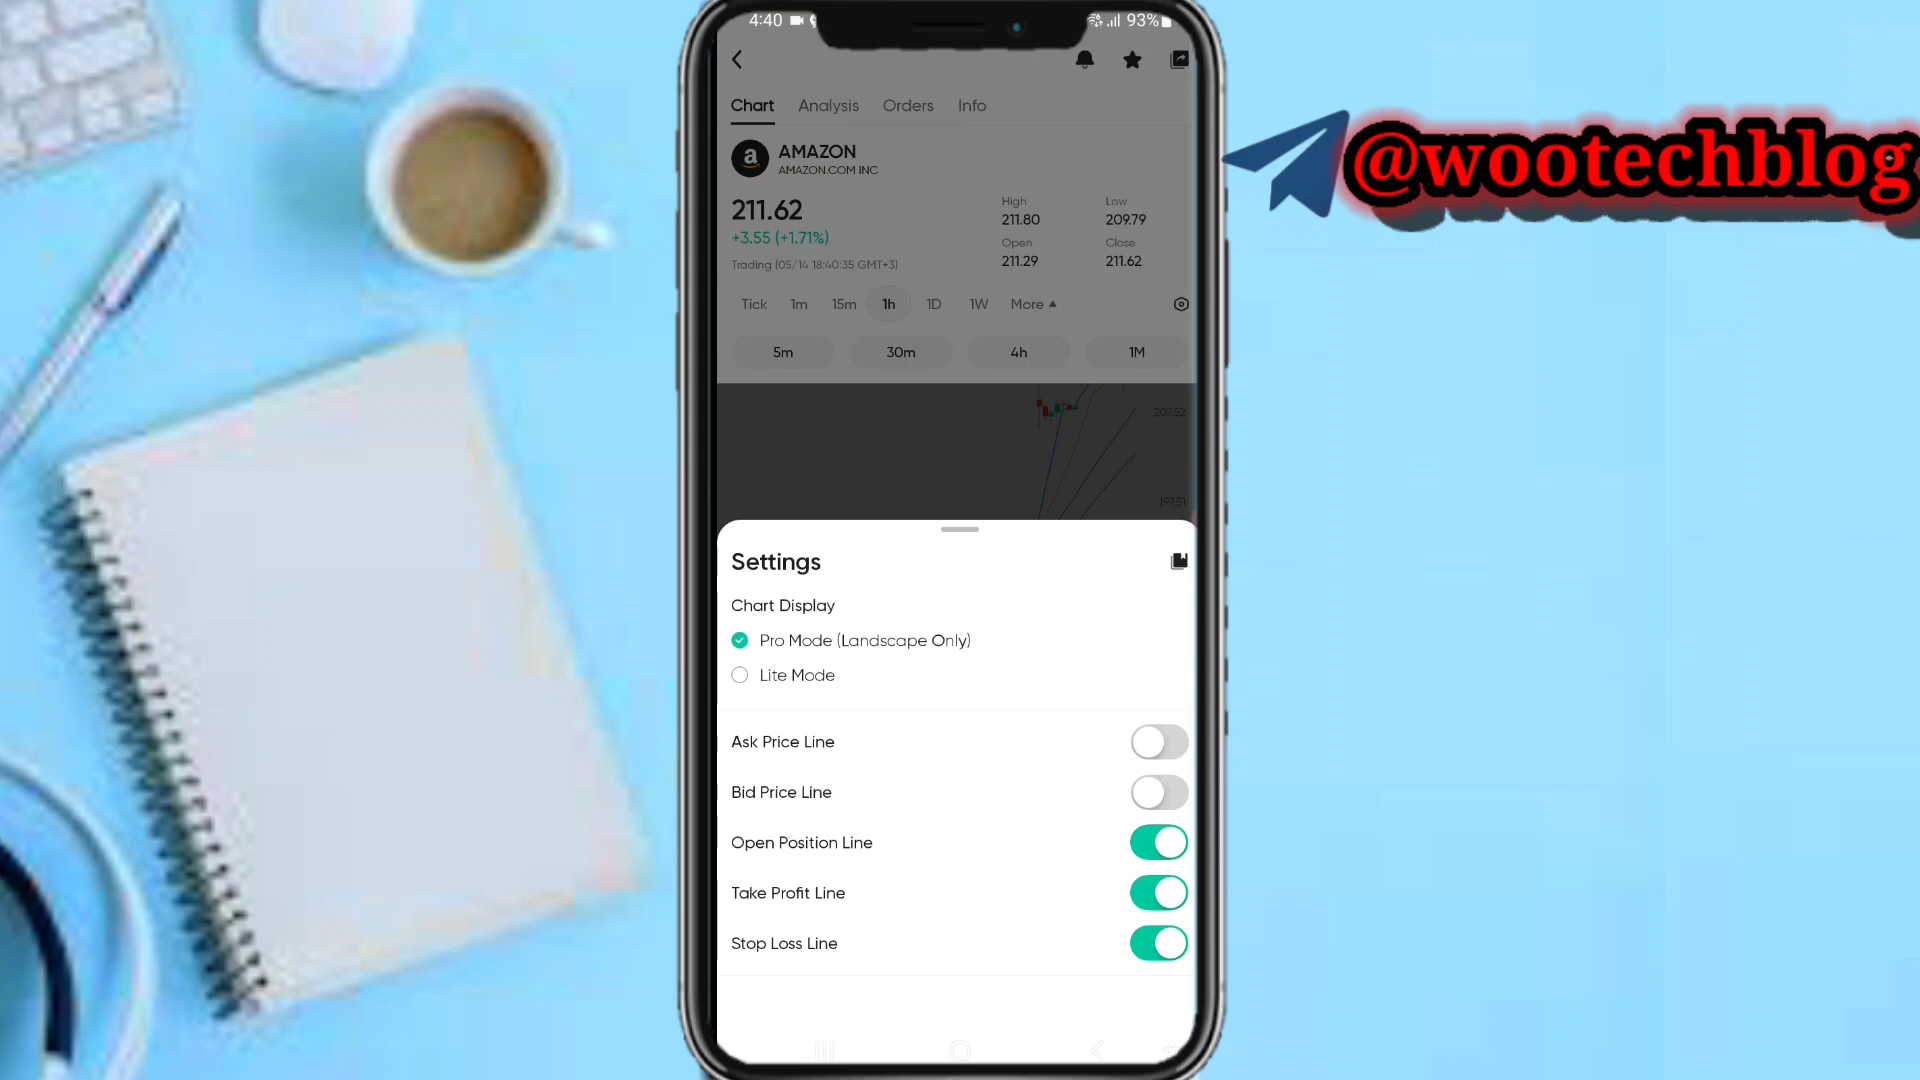 4:40 93%
@wootechblog
Chart Analysis Orders Info
a AMAZON
AMAZON.COM INC
211.62
+3.55 (+1.71%)
Trading (05/14 18:40:35 GMT+3)
High Low
211.80 209.79
Open Close
211.29 211.62
Tick 1m 15m 1h 1D 1W More
5m 30m 4h 1M
207.52
197.51
Settings
Chart Display
Pro Mode (Landscape Only)
Lite Mode
Ask Price Line
Bid Price Line
Open Position Line
Take Profit Line
Stop Loss Line